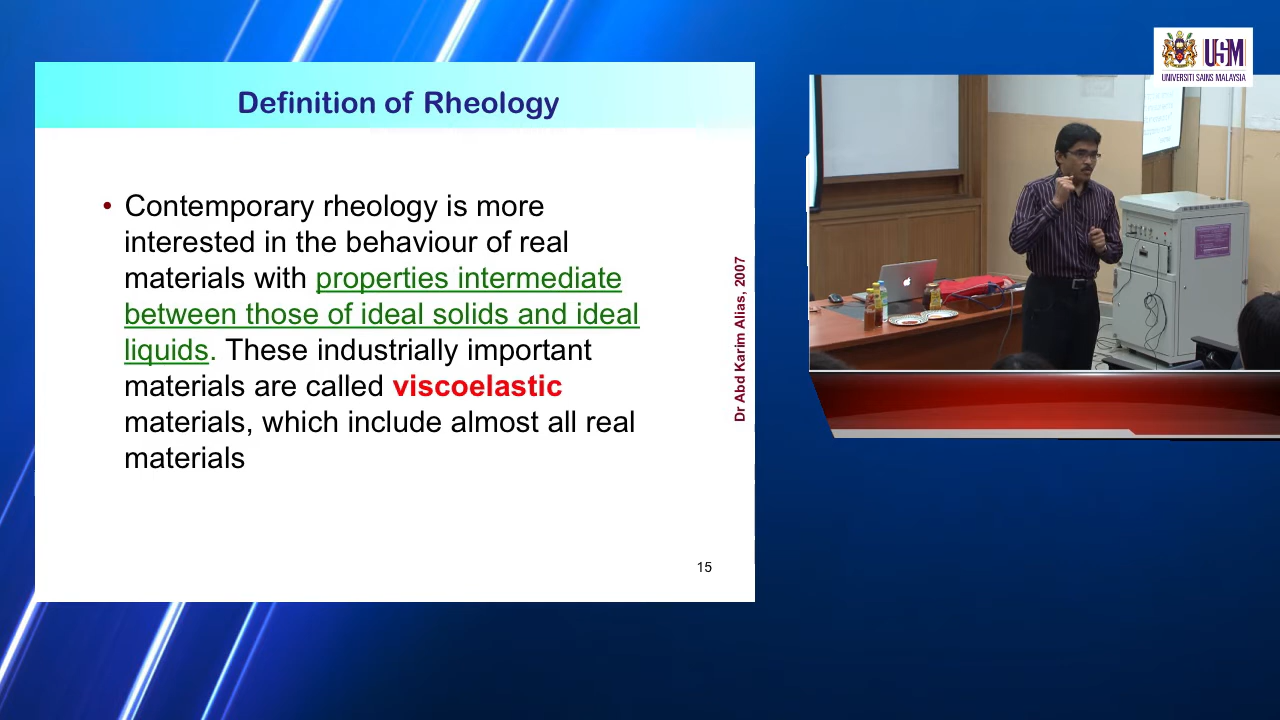 Definition of Rheology
• Contemporary rheology is more
interested in the behaviour of real
materials with properties intermediate
between those of ideal solids and ideal
liquids. These industrially important
materials are called viscoelastic
materials, which include almost all real
materials
Dr Abd Karim Alias, 2007
15
USM
UNIVERSITI SAINS MALAYSIA